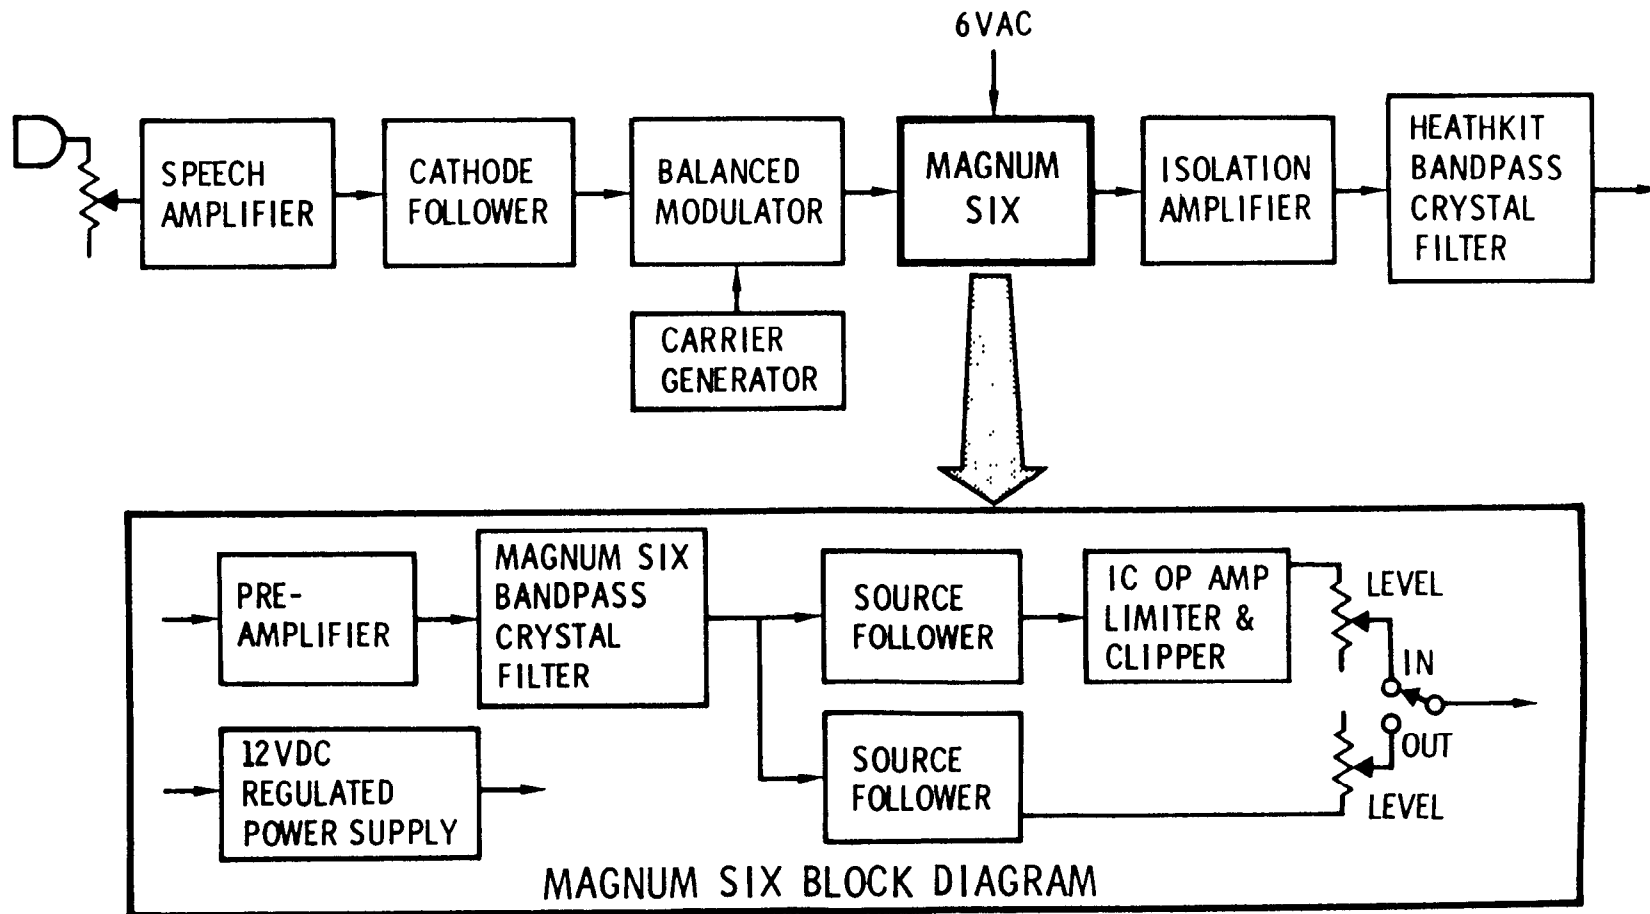 6VAC
SPEECH
AMPLIFIER
CATHODE
FOLLOWER
BALANCED
MODULATOR
MAGNUM
SIX
ISOLATION
AMPLIFIER
HEATHKIT
BANDPASS
CRYSTAL
FILTER
CARRIER
GENERATOR
PRE-
AMPLIFIER
MAGNUM SIX
BANDPASS
CRYSTAL
FILTER
SOURCE
FOLLOWER
IC OP AMP
LIMITER &
CLIPPER
LEVEL
IN
OUT
LEVEL
12VDC
REGULATED
POWER SUPPLY
SOURCE
FOLLOWER
MAGNUM SIX BLOCK DIAGRAM